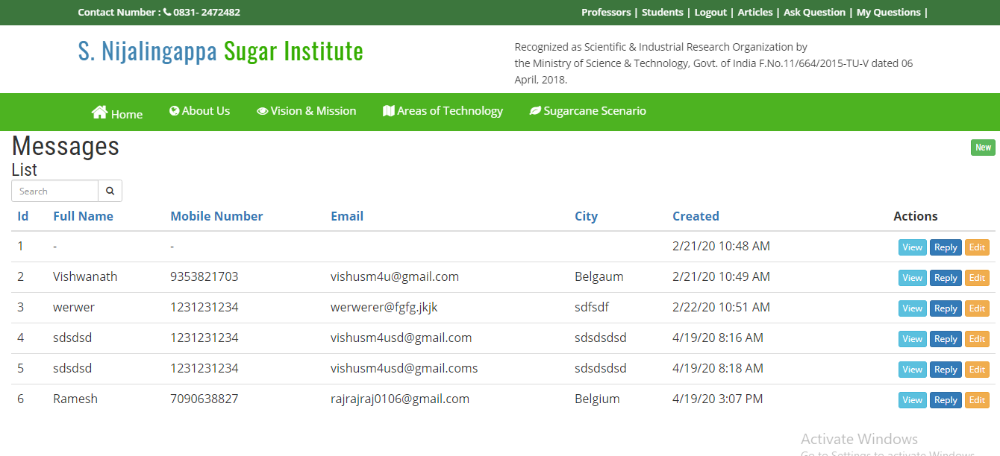 Contact Number : 0831- 2472482
Professors | Students | Logout | Articles | Ask Question | My Questions |
S. Nijalingappa Sugar Institute
Recognized as Scientific & Industrial Research Organization by
the Ministry of Science & Technology, Govt. of India F.No.11/664/2015-TU-V dated 06
April, 2018.
Home About Us Vision & Mission Areas of Technology Sugarcane Scenario
Messages
New
List
Search
Id Full Name Mobile Number Email City Created Actions
1 - - 2/21/20 10:48 AM View Reply Edit
2 Vishwanath 9353821703 vishusm4u@gmail.com Belgaum 2/21/20 10:49 AM View Reply Edit
3 werwer 1231231234 werwerer@fgfg.jkjk sdfsdf 2/22/20 10:51 AM View Reply Edit
4 sdsdsd 1231231234 vishusm4usd@gmail.com sdsdsdsd 4/19/20 8:16 AM View Reply Edit
5 sdsdsd 1231231234 vishusm4usd@gmail.coms sdsdsdsd 4/19/20 8:18 AM View Reply Edit
6 Ramesh 7090638827 rajrajraj0106@gmail.com Belgium 4/19/20 3:07 PM View Reply Edit
Activate Windows
Go to Settings to activate Windows.